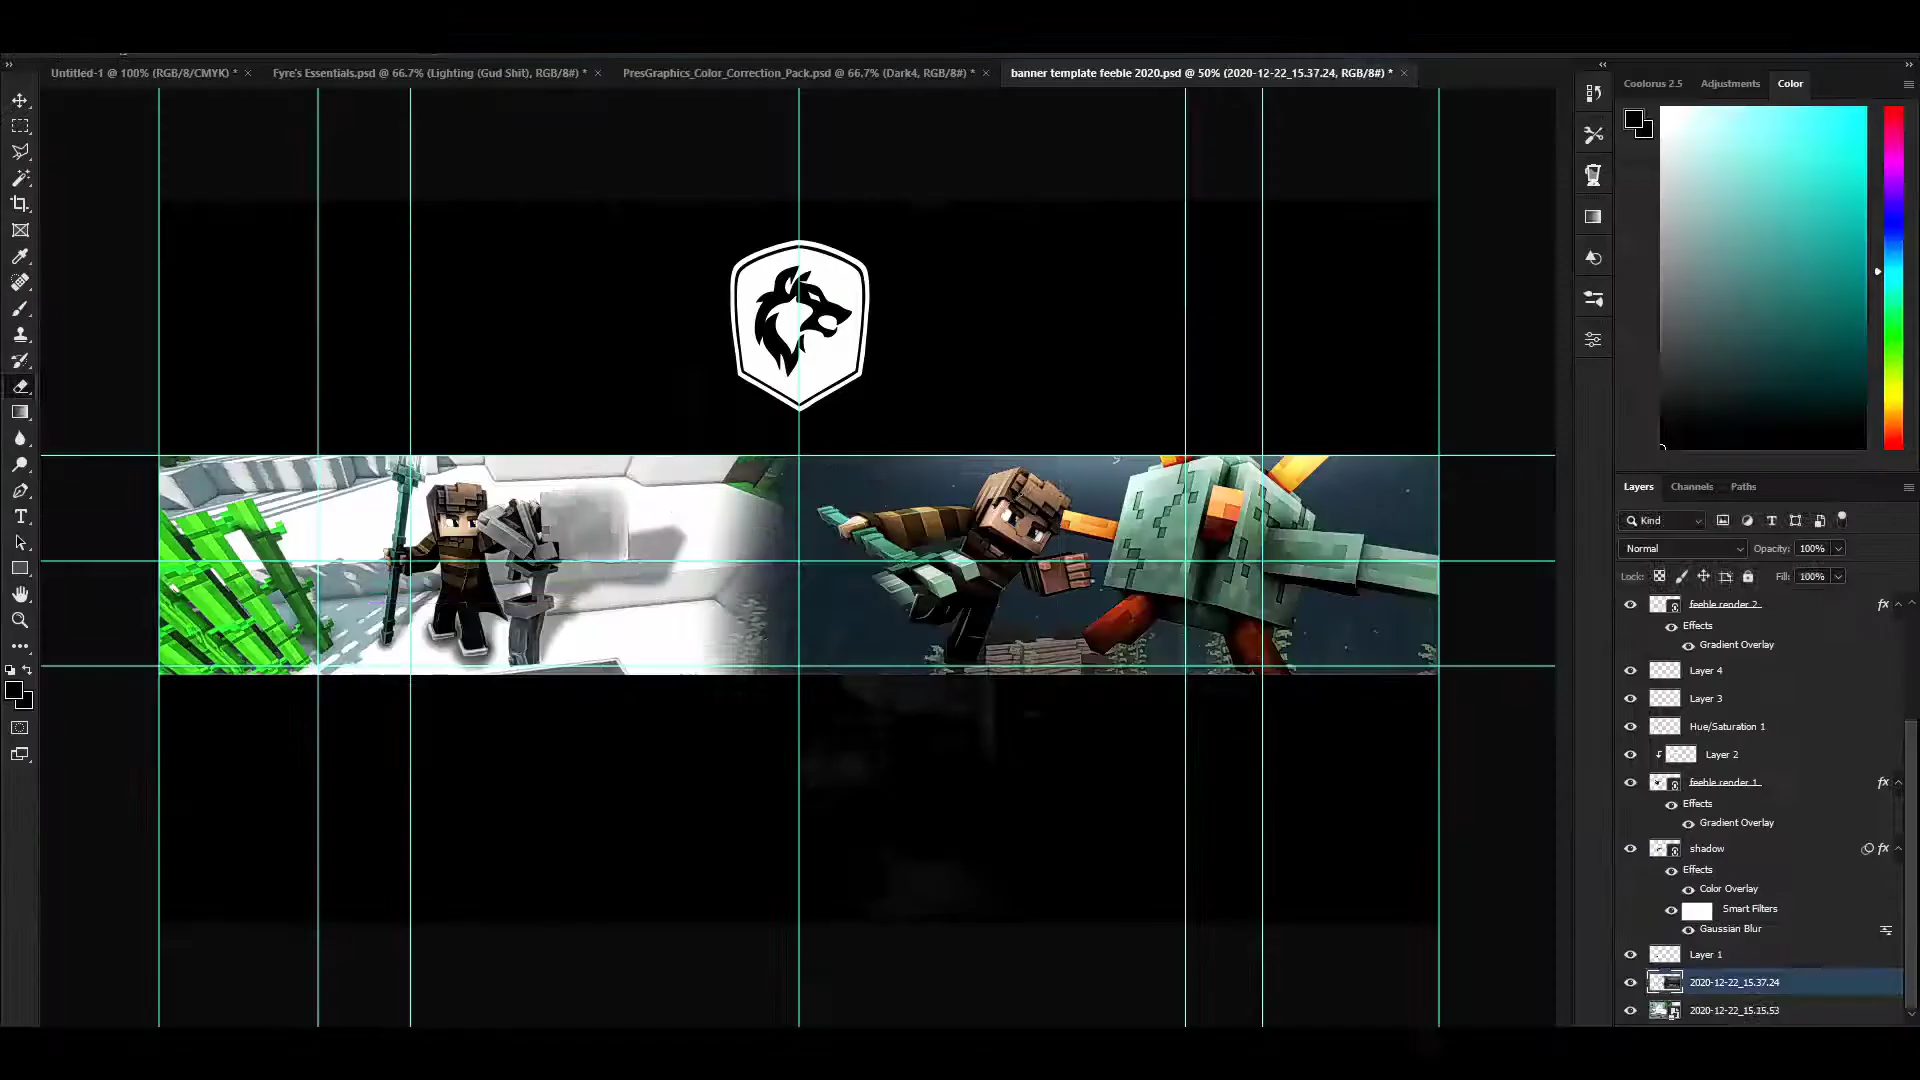 Untitled-1 @ 100% (RGB/8/CMYK) *
Fyre's Essentials.psd @ 66.7% (Lighting (Gud Shit), RGB/8#) *
PresGraphics_Color_Correction_Pack.psd @ 66.7% (Dark4, RGB/8#) *
banner template feeble 2020.psd @ 50% (2020-12-22_15.37.24, RGB/8#) *
Coolorus 2.5 Adjustments Color
Layers Channels Paths
Kind
Normal Opacity: 100%
Lock: Fill: 100%
feeble render 2
fx
Effects
Gradient Overlay
Layer 4
Layer 3
Hue/Saturation 1
Layer 2
feeble render 1
fx
Effects
Gradient Overlay
shadow
fx
Effects
Color Overlay
Smart Filters
Gaussian Blur
Layer 1
2020-12-22_15.37.24
2020-12-22_15.15.53